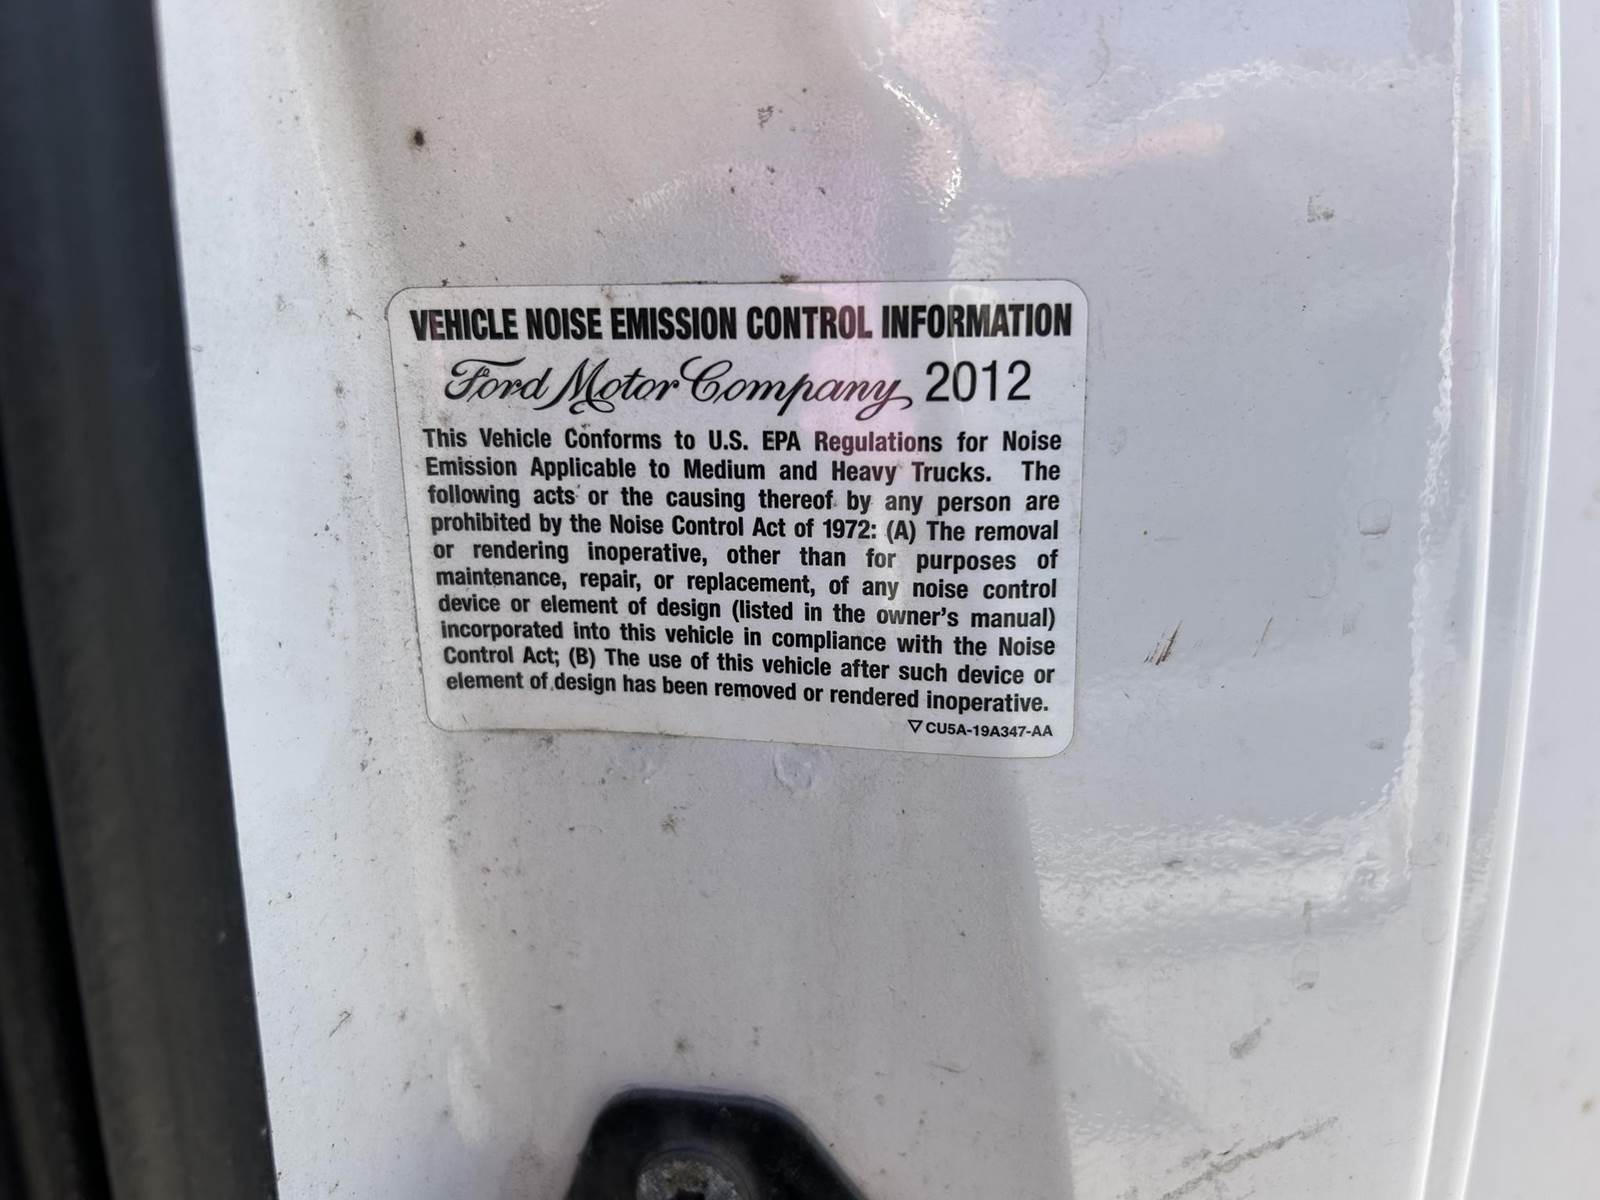 VEHICLE NOISE EMISSION CONTROL INFORMATION
Ford Motor Company 2012
This Vehicle Conforms to U.S. EPA Regulations for Noise
Emission Applicable to Medium and Heavy Trucks. The
following acts or the causing thereof by any person are
prohibited by the Noise Control Act of 1972: (A) The removal
or rendering inoperative, other than for purposes of
maintenance, repair, or replacement, of any noise control
device or element of design (listed in the owner's manual)
incorporated into this vehicle in compliance with the Noise
Control Act; (B) The use of this vehicle after such device or
element of design has been removed or rendered inoperative.
▽ CU5A-19A347-AA